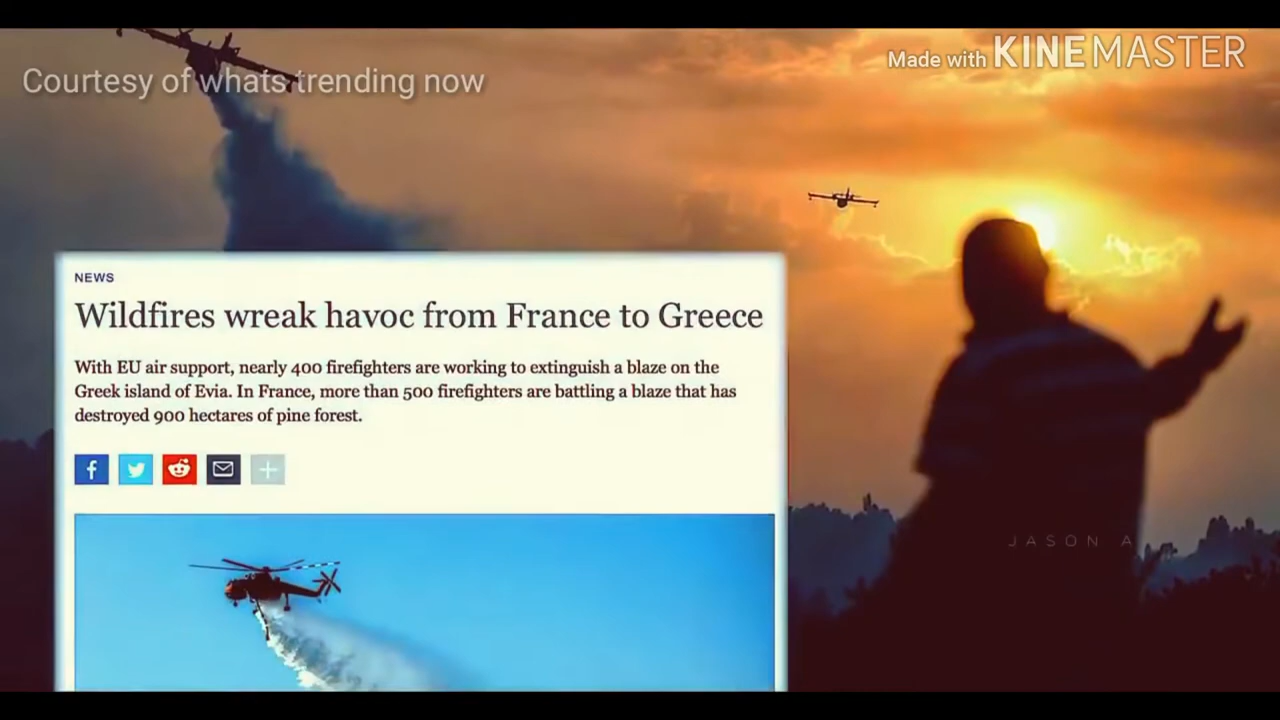 Made with KINEMASTER
Courtesy of whats trending now
NEWS
Wildfires wreak havoc from France to Greece
With EU air support, nearly 400 firefighters are working to extinguish a blaze on the
Greek island of Evia. In France, more than 500 firefighters are battling a blaze that has
destroyed 900 hectares of pine forest.
JASON A